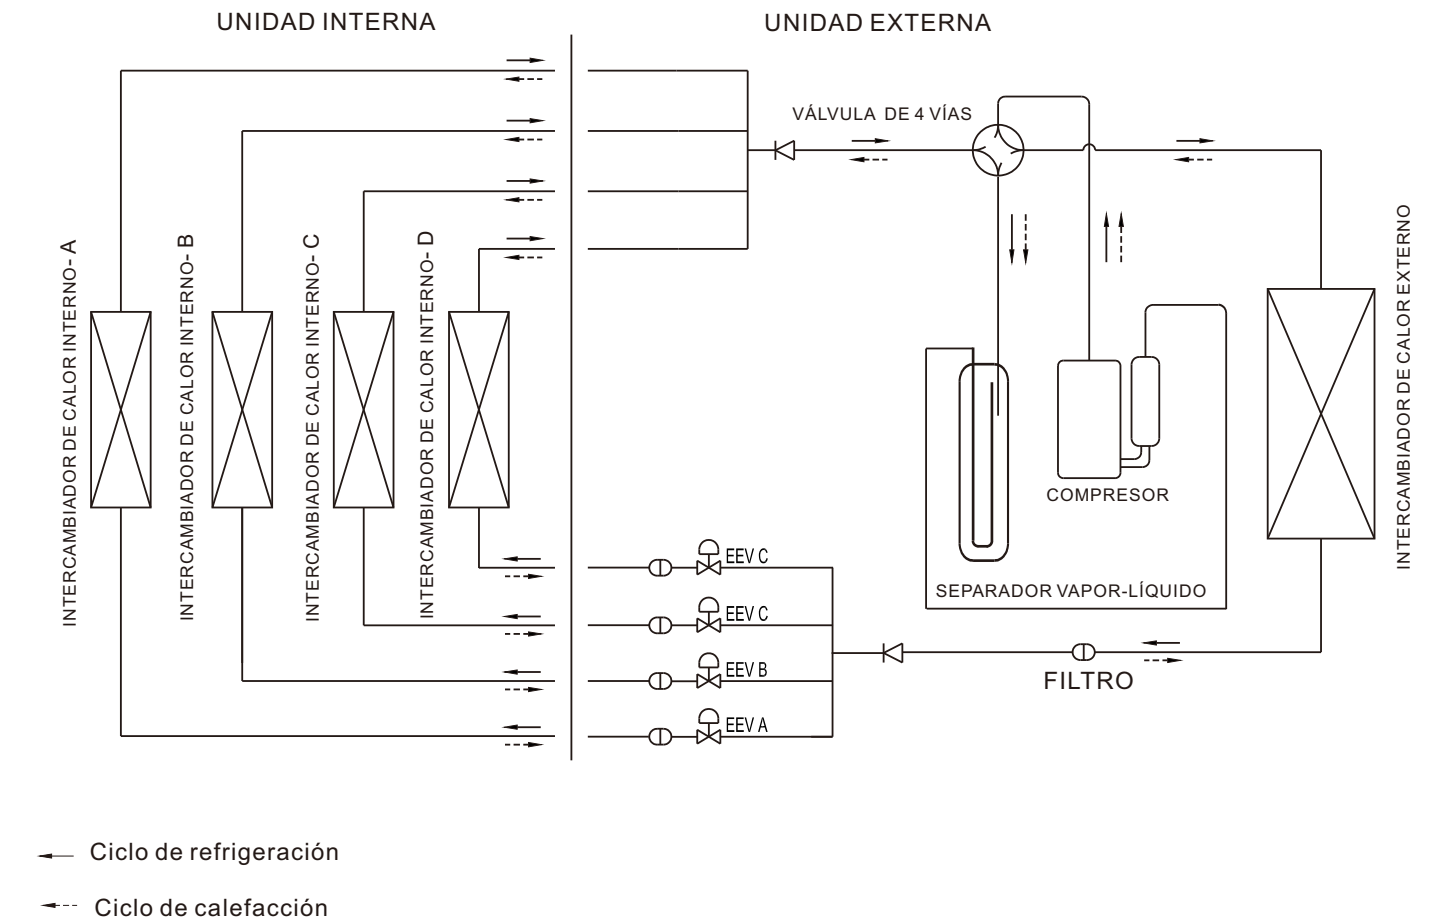 UNIDAD INTERNA
UNIDAD EXTERNA
VÁLVULA DE 4 VÍAS
INTERCAMBIADOR DE CALOR INTERNO- A
INTERCAMBIADOR DE CALOR INTERNO- B
INTERCAMBIADOR DE CALOR INTERNO- C
INTERCAMBIADOR DE CALOR INTERNO- D
INTERCAMBIADOR DE CALOR EXTERNO
COMPRESOR
EEV C
SEPARADOR VAPOR-LÍQUIDO
EEV C
EEV B
FILTRO
EEV A
Ciclo de refrigeración
Ciclo de calefacción